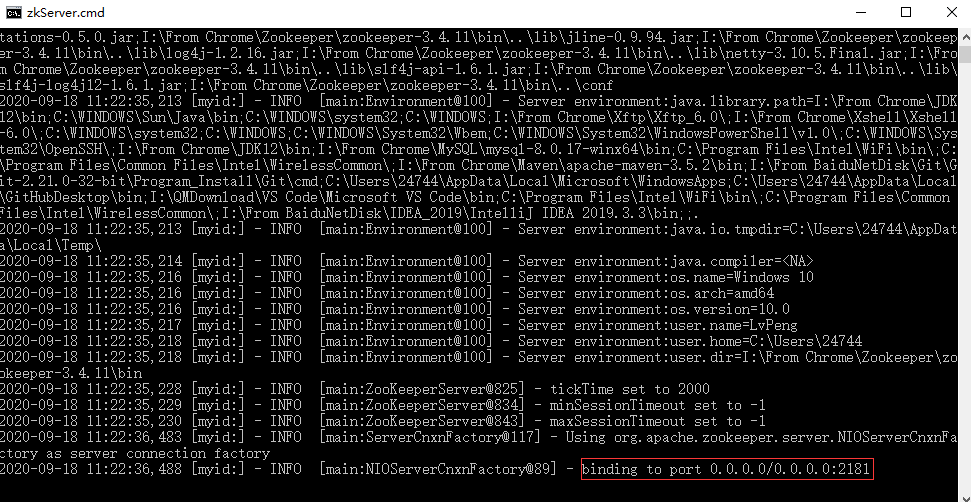 zkServer.cmd
tations-0.5.0.jar;I:\From Chrome\Zookeeper\zookeeper-3.4.11\bin\..\lib\jline-0.9.94.jar;I:\From Chrome\Zookeeper\zookeep
er-3.4.11\bin\..\lib\log4j-1.2.16.jar;I:\From Chrome\Zookeeper\zookeeper-3.4.11\bin\..\lib\netty-3.10.5.Final.jar;I:\Fro
m Chrome\Zookeeper\zookeeper-3.4.11\bin\..\lib\slf4j-api-1.6.1.jar;I:\From Chrome\Zookeeper\zookeeper-3.4.11\bin\..\lib\
slf4j-log4j12-1.6.1.jar;I:\From Chrome\Zookeeper\zookeeper-3.4.11\bin\..\conf
2020-09-18 11:22:35,213 [myid:] - INFO  [main:Environment@100] - Server environment:java.library.path=I:\From Chrome\JDK
12\bin;C:\WINDOWS\Sun\Java\bin;C:\WINDOWS\system32;C:\WINDOWS;I:\From Chrome\Xftp\Xftp_6.0\;I:\From Chrome\Xshell\Xshell
-6.0\;C:\WINDOWS\system32;C:\WINDOWS;C:\WINDOWS\System32\Wbem;C:\WINDOWS\System32\WindowsPowerShell\v1.0\;C:\WINDOWS\Sys
tem32\OpenSSH\;I:\From Chrome\JDK12\bin;I:\From Chrome\MySQL\mysql-8.0.17-winx64\bin;C:\Program Files\Intel\WiFi\bin\;C:
\Program Files\Common Files\Intel\WirelessCommon\;I:\From Chrome\Maven\apache-maven-3.5.2\bin;I:\From BaiduNetDisk\Git\G
it-2.21.0-32-bit\Program_Install\Git\cmd;C:\Users\24744\AppData\Local\Microsoft\WindowsApps;C:\Users\24744\AppData\Local
\GitHubDesktop\bin;I:\QMDownload\VS Code\Microsoft VS Code\bin;C:\Program Files\Intel\WiFi\bin\;C:\Program Files\Common
Files\Intel\WirelessCommon\;I:\From BaiduNetDisk\IDEA_2019\IntelliJ IDEA 2019.3.3\bin;;.
2020-09-18 11:22:35,213 [myid:] - INFO  [main:Environment@100] - Server environment:java.io.tmpdir=C:\Users\24744\AppDat
a\Local\Temp\
2020-09-18 11:22:35,214 [myid:] - INFO  [main:Environment@100] - Server environment:java.compiler=<NA>
2020-09-18 11:22:35,216 [myid:] - INFO  [main:Environment@100] - Server environment:os.name=Windows 10
2020-09-18 11:22:35,216 [myid:] - INFO  [main:Environment@100] - Server environment:os.arch=amd64
2020-09-18 11:22:35,216 [myid:] - INFO  [main:Environment@100] - Server environment:os.version=10.0
2020-09-18 11:22:35,217 [myid:] - INFO  [main:Environment@100] - Server environment:user.name=LvPeng
2020-09-18 11:22:35,218 [myid:] - INFO  [main:Environment@100] - Server environment:user.home=C:\Users\24744
2020-09-18 11:22:35,218 [myid:] - INFO  [main:Environment@100] - Server environment:user.dir=I:\From Chrome\Zookeeper\zo
okeeper-3.4.11\bin
2020-09-18 11:22:35,228 [myid:] - INFO  [main:ZooKeeperServer@825] - tickTime set to 2000
2020-09-18 11:22:35,229 [myid:] - INFO  [main:ZooKeeperServer@834] - minSessionTimeout set to -1
2020-09-18 11:22:35,230 [myid:] - INFO  [main:ZooKeeperServer@843] - maxSessionTimeout set to -1
2020-09-18 11:22:36,483 [myid:] - INFO  [main:ServerCnxnFactory@117] - Using org.apache.zookeeper.server.NIOServerCnxnFa
ctory as server connection factory
2020-09-18 11:22:36,488 [myid:] - INFO  [main:NIOServerCnxnFactory@89] - binding to port 0.0.0.0/0.0.0.0:2181